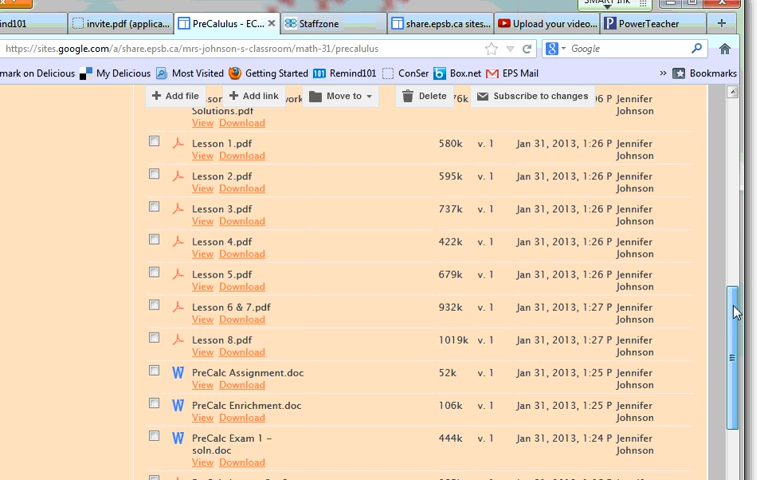 SMART Ink
ind101 invite.pdf (applica... PreCalulus - EC... Staffzone share.epsb.ca sites... Upload your video... PowerTeacher
https://sites.google.com/a/share.epsb.ca/mrs-johnson-s-classroom/math-31/precalculus Google
mark on Delicious My Delicious Most Visited Getting Started Remind101 ConSer Box.net EPS Mail » Bookmarks
Add file Add link Move to Delete Subscribe to changes
Jennifer
Solutions.pdf Johnson
View Download
Lesson 1.pdf 580k v. 1 Jan 31, 2013, 1:26 P Jennifer
View Download Johnson
Lesson 2.pdf 595k v. 1 Jan 31, 2013, 1:26 P Jennifer
View Download Johnson
Lesson 3.pdf 737k v. 1 Jan 31, 2013, 1:26 P Jennifer
View Download Johnson
Lesson 4.pdf 422k v. 1 Jan 31, 2013, 1:26 P Jennifer
View Download Johnson
Lesson 5.pdf 679k v. 1 Jan 31, 2013, 1:26 P Jennifer
View Download Johnson
Lesson 6 & 7.pdf 932k v. 1 Jan 31, 2013, 1:27 P Jennifer
View Download Johnson
Lesson 8.pdf 1019k v. 1 Jan 31, 2013, 1:27 P Jennifer
View Download Johnson
PreCalc Assignment.doc 52k v. 1 Jan 31, 2013, 1:25 P Jennifer
View Download Johnson
PreCalc Enrichment.doc 106k v. 1 Jan 31, 2013, 1:25 P Jennifer
View Download Johnson
PreCalc Exam 1 - 444k v. 1 Jan 31, 2013, 1:24 P Jennifer
soln.doc Johnson
View Download